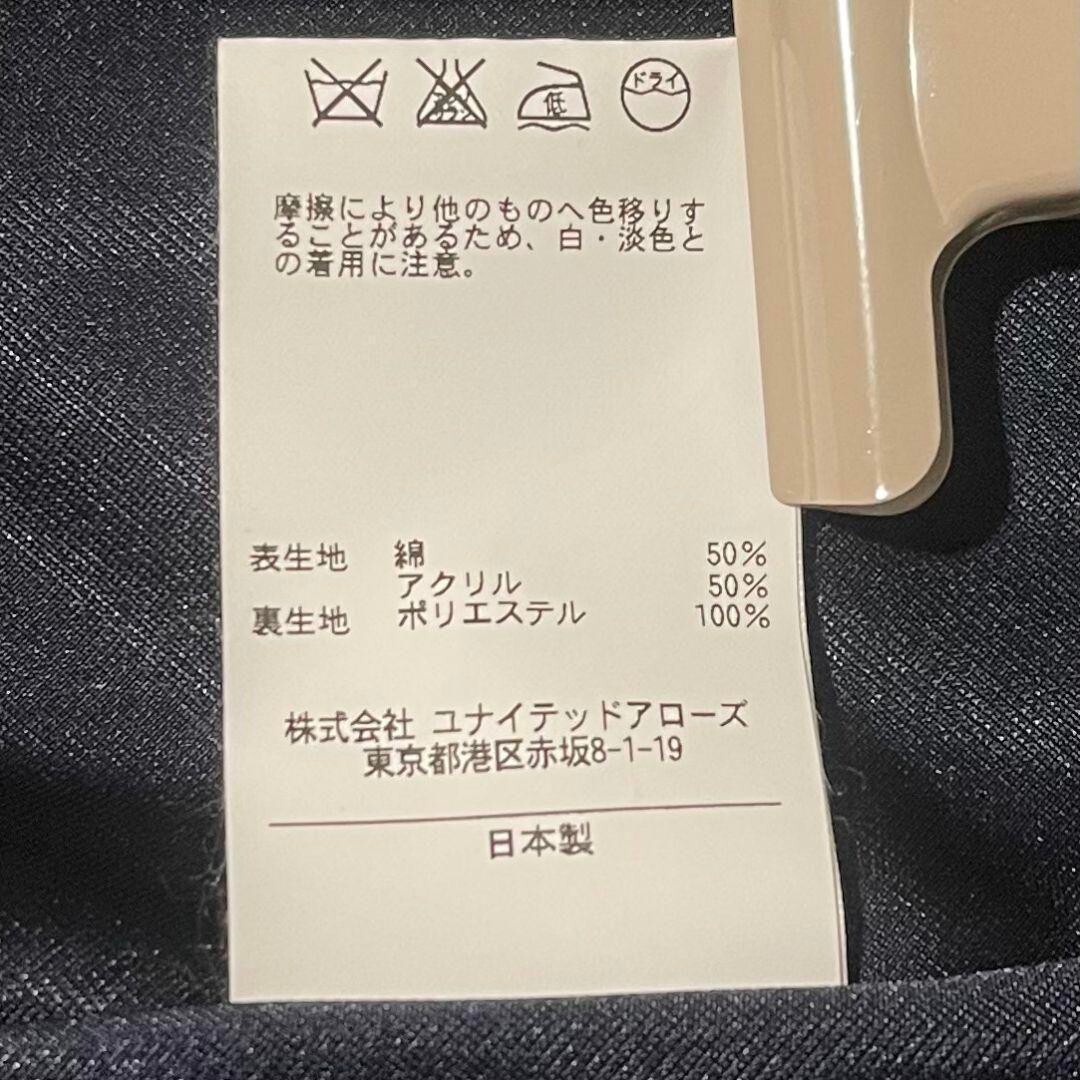 低 ドライ
摩擦により他のものへ色移りす
ることがあるため、白・淡色と
の着用に注意。
表生地 綿 50%
アクリル 50%
裏生地 ポリエステル 100%
株式会社 ユナイテッドアローズ
東京都港区赤坂8-1-19
日本製